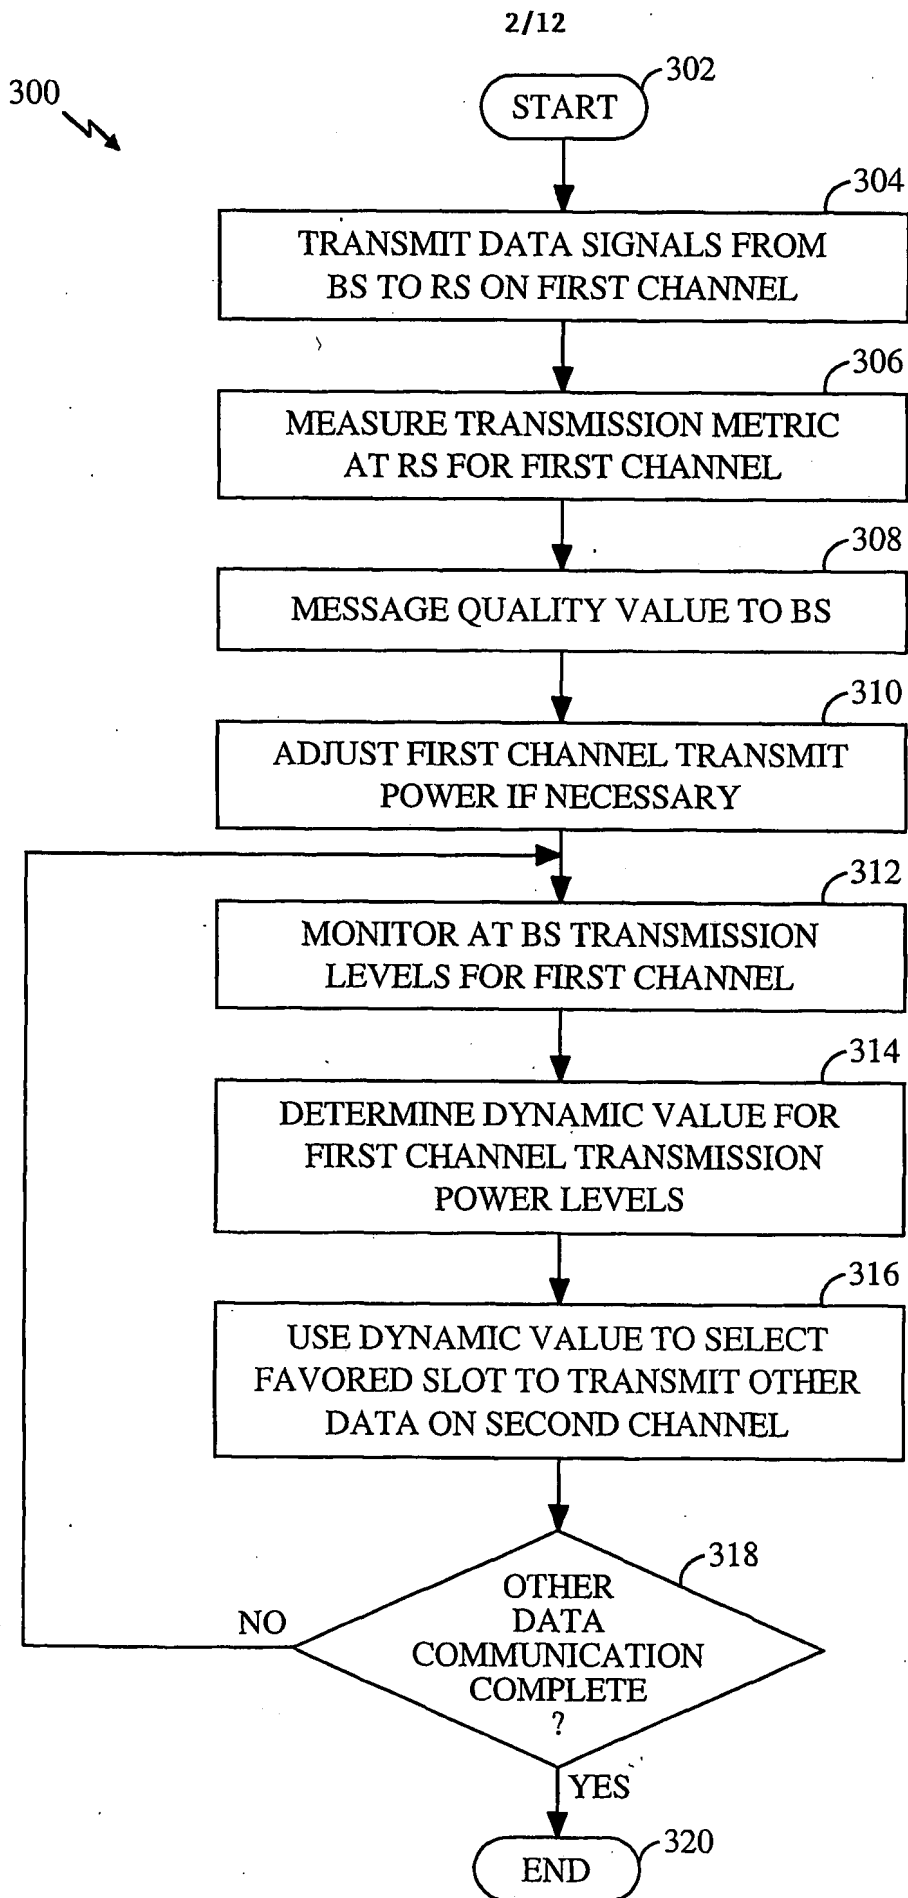 2/12
300
302
START
304
TRANSMIT DATA SIGNALS FROM
BS TO RS ON FIRST CHANNEL
306
MEASURE TRANSMISSION METRIC
AT RS FOR FIRST CHANNEL
308
MESSAGE QUALITY VALUE TO BS
310
ADJUST FIRST CHANNEL TRANSMIT
POWER IF NECESSARY
312
MONITOR AT BS TRANSMISSION
LEVELS FOR FIRST CHANNEL
314
DETERMINE DYNAMIC VALUE FOR
FIRST CHANNEL TRANSMISSION
POWER LEVELS
316
USE DYNAMIC VALUE TO SELECT
FAVORED SLOT TO TRANSMIT OTHER
DATA ON SECOND CHANNEL
318
OTHER
DATA
COMMUNICATION
COMPLETE
?
NO
YES
320
END